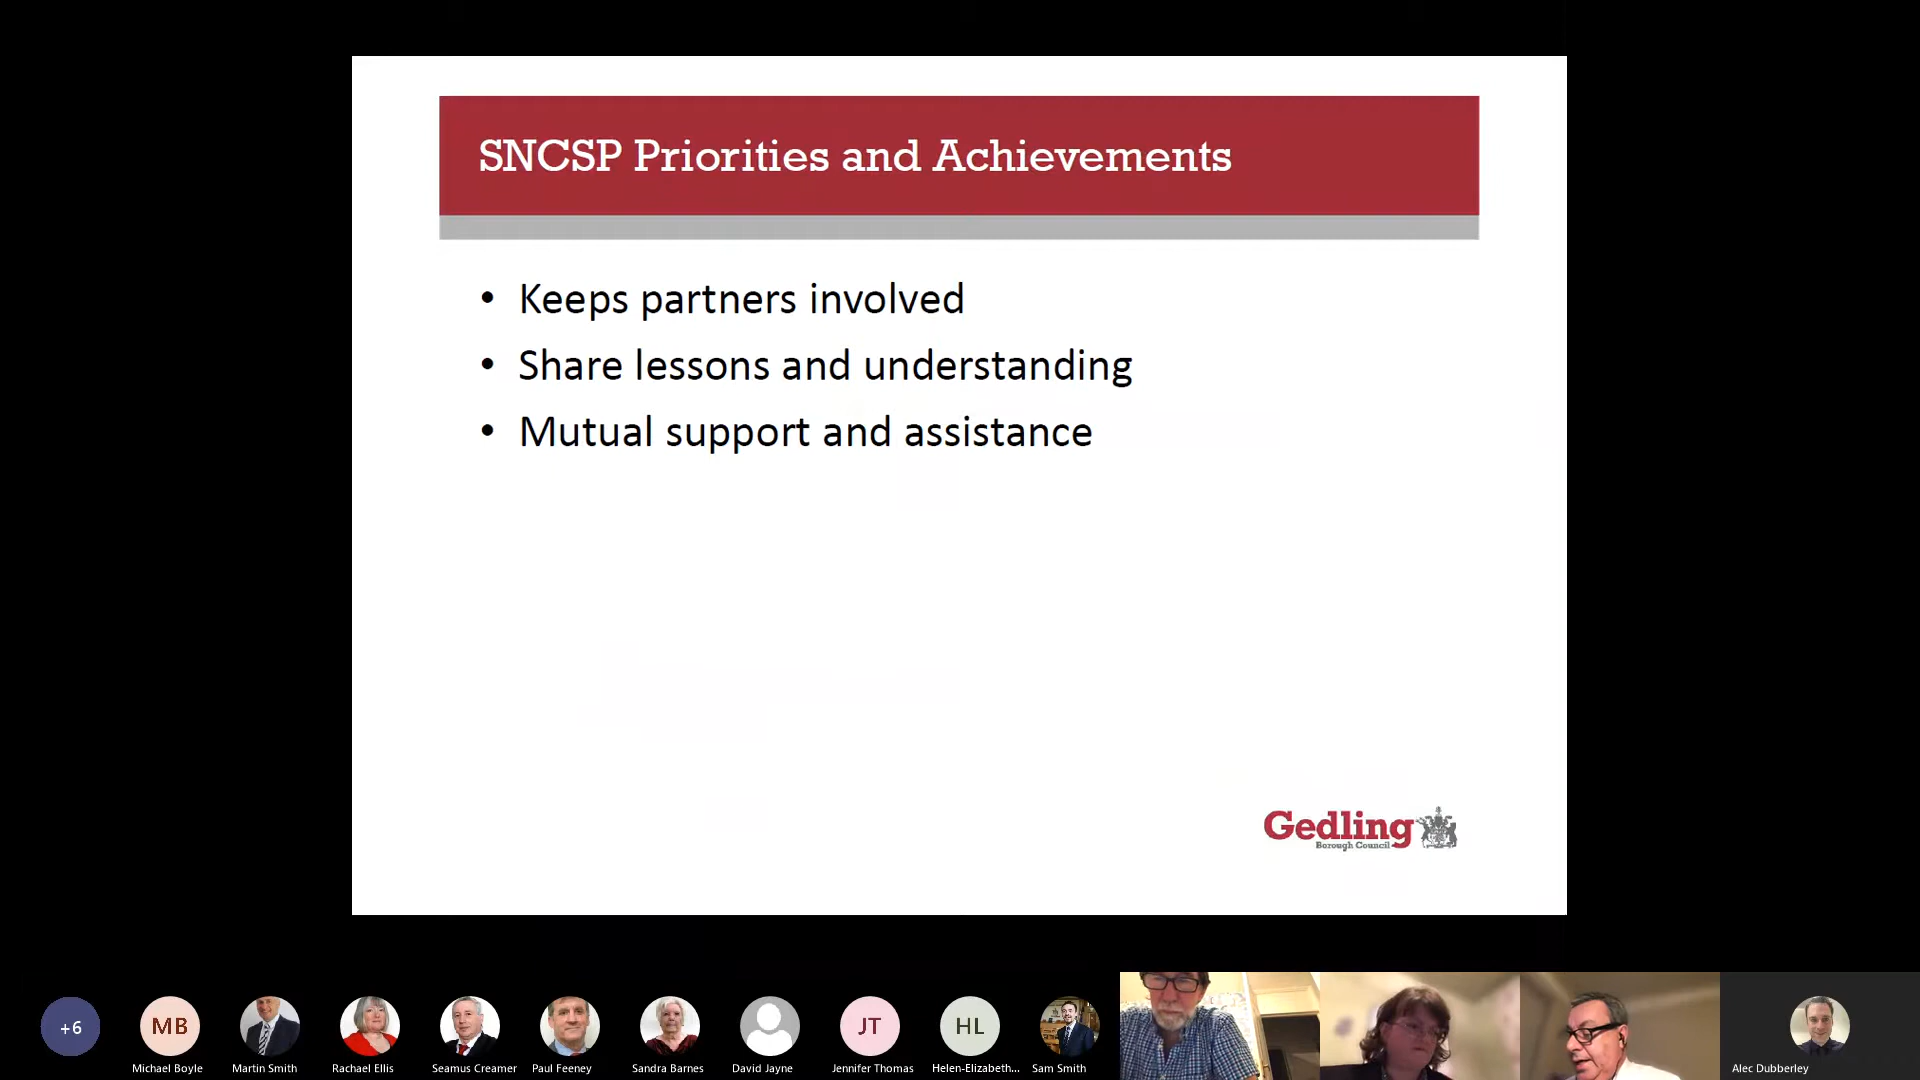 SNCSP Priorities and Achievements
• Keeps partners involved
• Share lessons and understanding
• Mutual support and assistance
Gedling
Borough Council
+6
MB
JT
HL
Michael Boyle
Martin Smith
Rachael Ellis
Seamus Creamer
Paul Feeney
Sandra Barnes
David Jayne
Jennifer Thomas
Helen-Elizabeth...
Sam Smith
Alec Dubberley